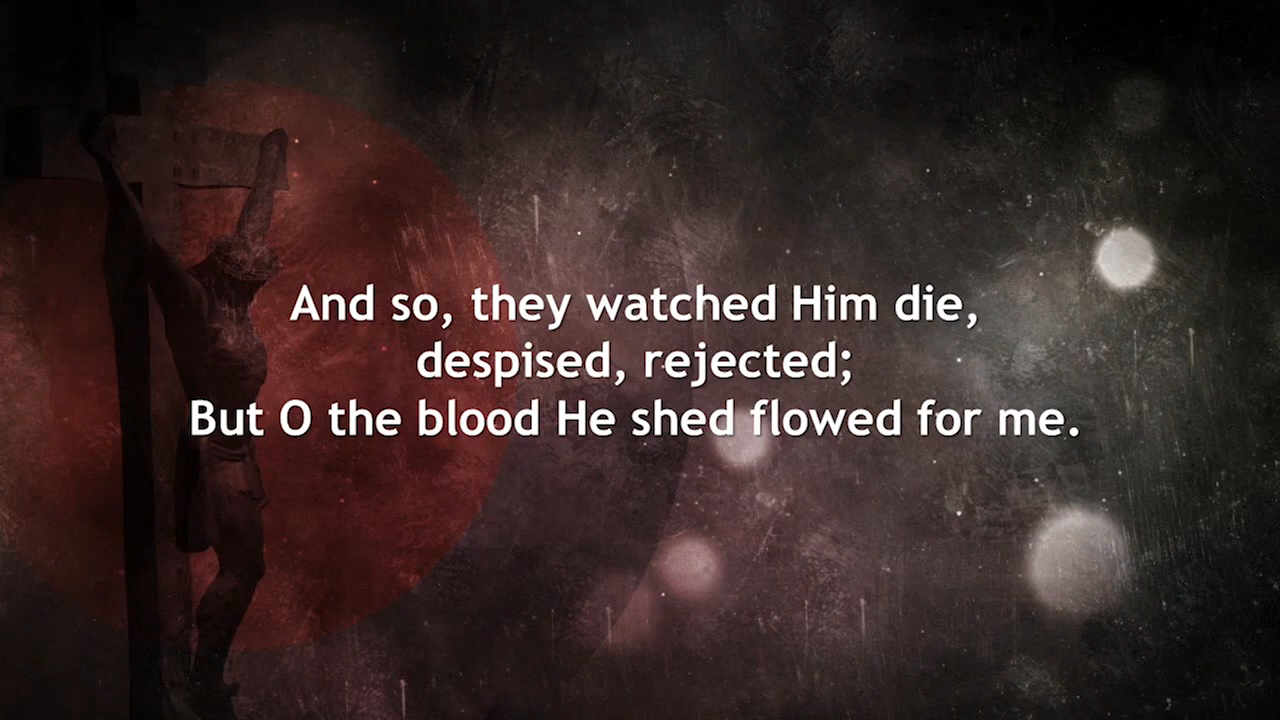 And so, they watched Him die,
despised, rejected;
But O the blood He shed flowed for me.